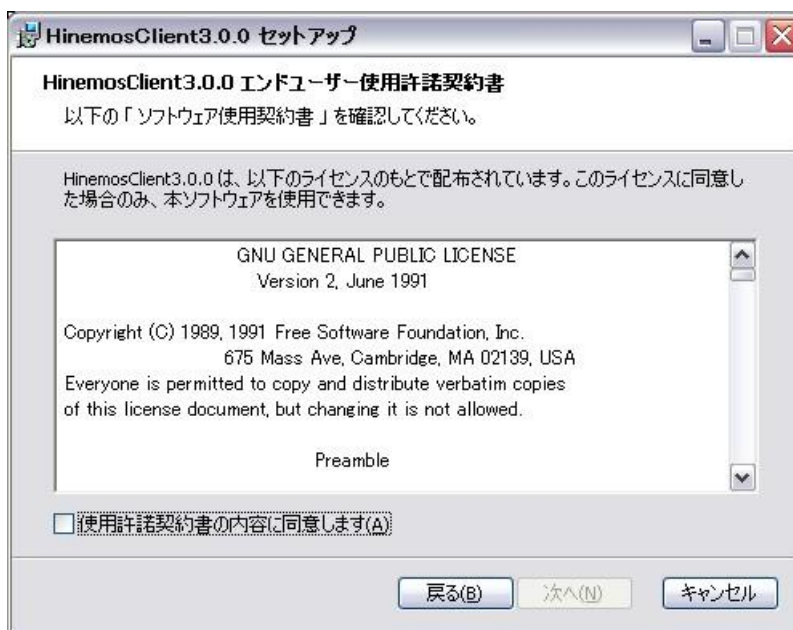 HinemosClient3.0.0 セットアップ
HinemosClient3.0.0 エンドユーザー使用許諾契約書
以下の「 ソフトウェア使用契約書 」を確認してください。
HinemosClient3.0.0 は、以下のライセンスのもとで配布されています。このライセンスに同意し
た場合のみ、本ソフトウェアを使用できます。
GNU GENERAL PUBLIC LICENSE
Version 2, June 1991
Copyright (C) 1989, 1991 Free Software Foundation, Inc.
675 Mass Ave, Cambridge, MA 02139, USA
Everyone is permitted to copy and distribute verbatim copies
of this license document, but changing it is not allowed.
Preamble
使用許諾契約書の内容に同意します(A)
戻る(B) 次へ(N) キャンセル